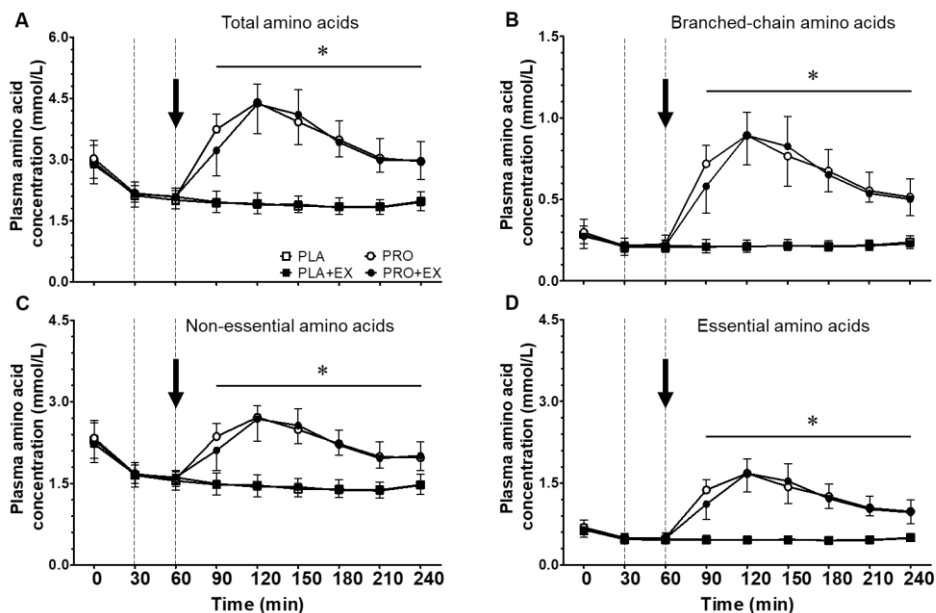 A Total amino acids
Plasma amino acid
concentration (mmol/L)
6.0
4.5
3.0
1.5
0.0
*
PLA PRO
PLA+EX PRO+EX
B Branched-chain amino acids
Plasma amino acid
concentration (mmol/L)
1.5
1.0
0.5
0.0
*
C Non-essential amino acids
Plasma amino acid
concentration (mmol/L)
4.5
3.0
1.5
0.0
*
0 30 60 90 120 150 180 210 240
Time (min)
D Essential amino acids
Plasma amino acid
concentration (mmol/L)
4.5
3.0
1.5
0.0
*
0 30 60 90 120 150 180 210 240
Time (min)